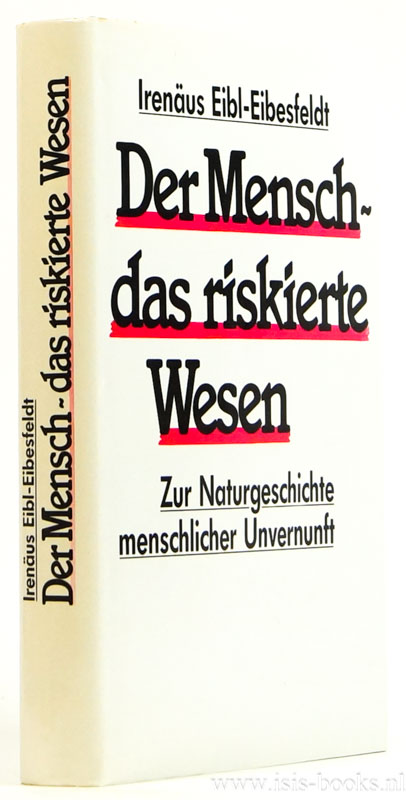 Irenäus Eibl-Eibesfeldt
Der Mensch~
das riskierte
Wesen
Zur Naturgeschichte
menschlicher Unvernunft
Irenäus Eibl-Eibesfeldt
Der Mensch~das riskierte Wesen
www.isis-books.nl